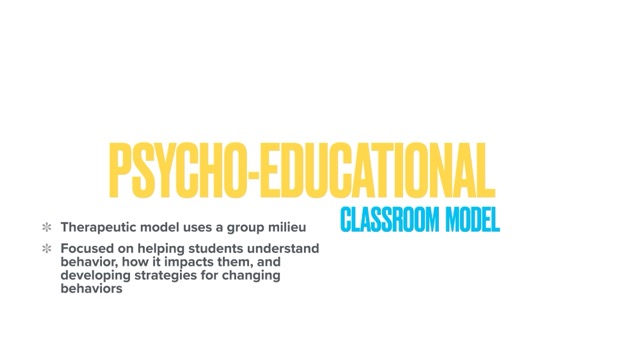 PSYCHO-EDUCATIONAL
CLASSROOM MODEL
✼ Therapeutic model uses a group milieu
✼ Focused on helping students understand
behavior, how it impacts them, and
developing strategies for changing
behaviors